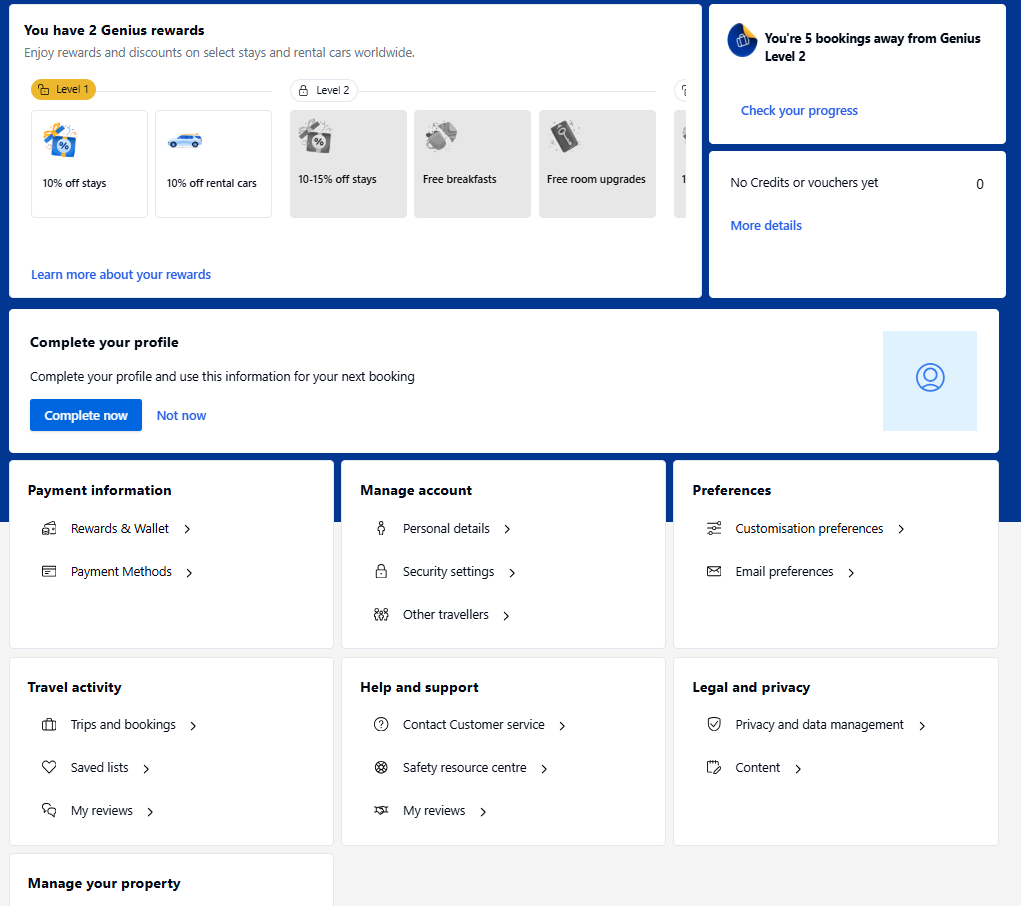 You have 2 Genius rewards
Enjoy rewards and discounts on select stays and rental cars worldwide.
Level 1
Level 2
10% off stays
10% off rental cars
10-15% off stays
Free breakfasts
Free room upgrades
Learn more about your rewards
You're 5 bookings away from Genius
Level 2
Check your progress
No Credits or vouchers yet
0
More details
Complete your profile
Complete your profile and use this information for your next booking
Complete now
Not now
Payment information
Rewards & Wallet
Payment Methods
Manage account
Personal details
Security settings
Other travellers
Preferences
Customisation preferences
Email preferences
Travel activity
Trips and bookings
Saved lists
My reviews
Help and support
Contact Customer service
Safety resource centre
My reviews
Legal and privacy
Privacy and data management
Content
Manage your property